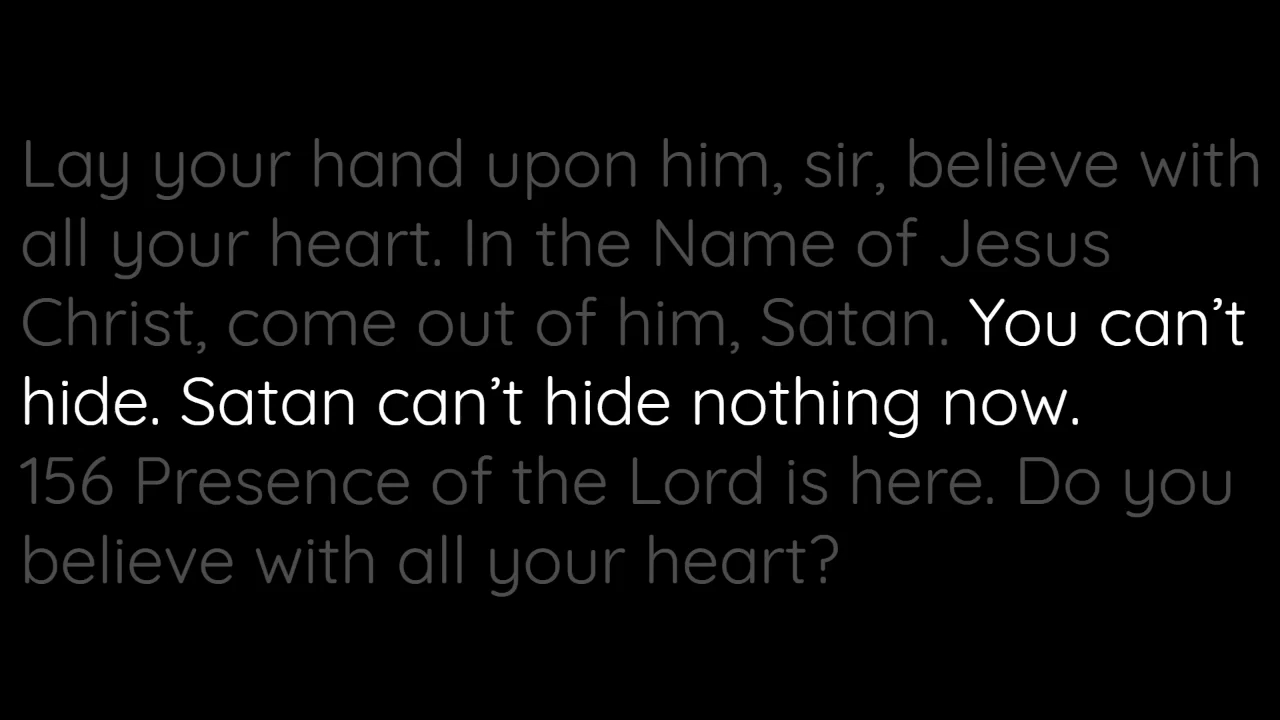 Lay your hand upon him, sir, believe with
all your heart. In the Name of Jesus
Christ, come out of him, Satan. You can’t
hide. Satan can’t hide nothing now.
156 Presence of the Lord is here. Do you
believe with all your heart?